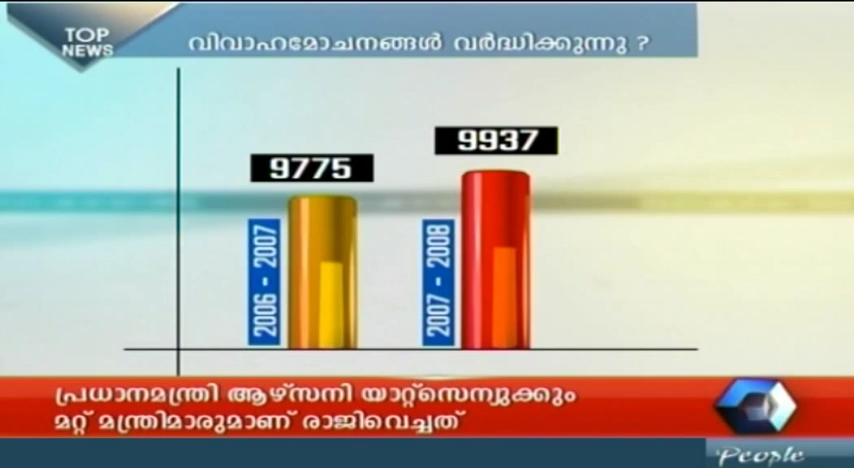 TOP
NEWS
വിവാഹമോചനങ്ങൾ വർദ്ധിക്കുന്നു ?
9775
9937
2006 - 2007
2007 - 2008
പ്രധാനമന്ത്രി ആഴ്സനി യാറ്റ്സെന്യുക്കും
മറ്റ് മന്ത്രിമാരുമാണ് രാജിവെച്ചത്
People